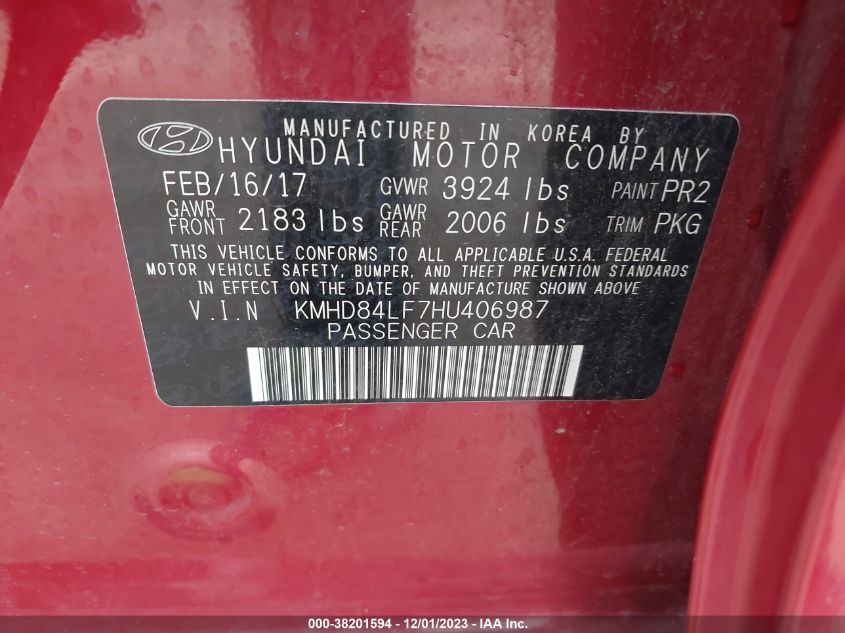 MANUFACTURED IN KOREA BY
HYUNDAI MOTOR COMPANY
FEB/16/17 GVWR 3924 lbs PAINT PR2
GAWR FRONT 2183 lbs GAWR REAR 2006 lbs TRIM PKG
THIS VEHICLE CONFORMS TO ALL APPLICABLE U.S.A. FEDERAL
MOTOR VEHICLE SAFETY, BUMPER, AND THEFT PREVENTION STANDARDS
IN EFFECT ON THE DATE OF MANUFACTURE SHOWN ABOVE.
V.I.N KMHD84LF7HU406987
PASSENGER CAR
000-38201594 - 12/01/2023 - IAA Inc.